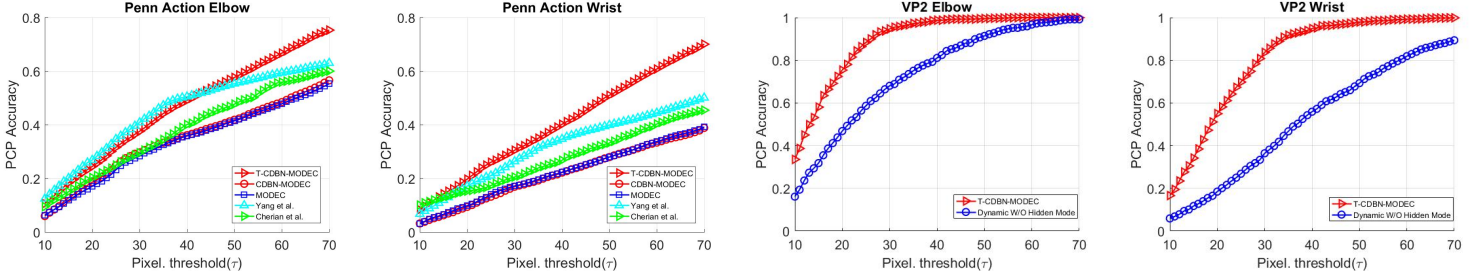 Penn Action Elbow
PCP Accuracy
0.8
0.6
0.4
0.2
0
10 20 30 40 50 60 70
Pixel. threshold(τ)
T-CDBN-MODEC
CDBN-MODEC
MODEC
Yang et al.
Cherian et al.
Penn Action Wrist
PCP Accuracy
0.8
0.6
0.4
0.2
0
10 20 30 40 50 60 70
Pixel. threshold(τ)
T-CDBN-MODEC
CDBN-MODEC
MODEC
Yang et al.
Cherian et al.
VP2 Elbow
PCP Accuracy
1
0.8
0.6
0.4
0.2
0
10 20 30 40 50 60 70
Pixel. threshold(τ)
T-CDBN-MODEC
Dynamic W/O Hidden Mode
VP2 Wrist
PCP Accuracy
1
0.8
0.6
0.4
0.2
0
10 20 30 40 50 60 70
Pixel. threshold(τ)
T-CDBN-MODEC
Dynamic W/O Hidden Mode